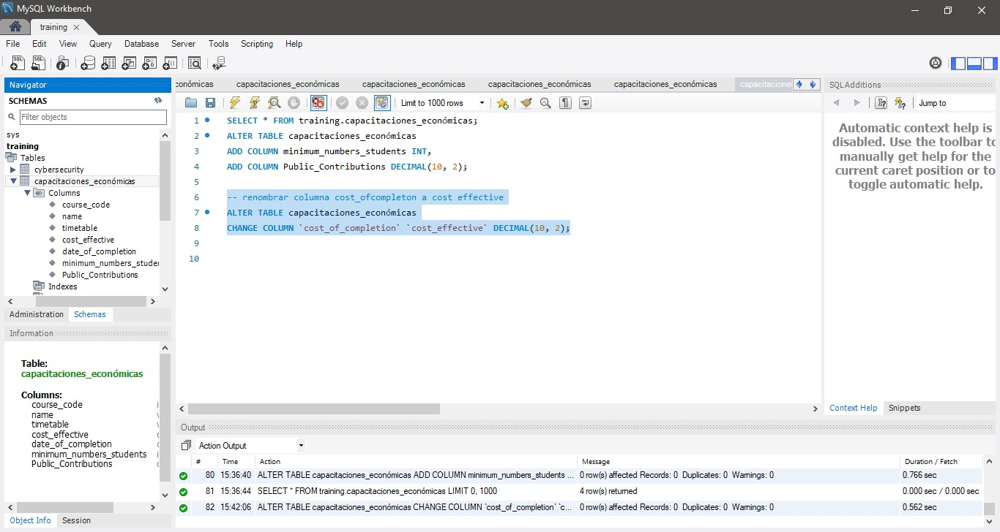 MySQL Workbench
training
File Edit View Query Database Server Tools Scripting Help
Navigator
SCHEMAS
Filter objects
sys
training
Tables
cybersecurity
capacitaciones_económicas
Columns
course_code
name
timetable
cost_effective
date_of_completion
minimum_numbers_studer
Public_Contributions
Indexes
Administration Schemas
Information
Table:
capacitaciones_económicas
Columns:
course_code
name
timetable
cost_effective
date_of_completion
minimum_numbers_students
Public_Contributions
Object Info Session
onómicas capacitaciones_económicas capacitaciones_económicas capacitaciones_económicas capacitaciones_económicas capacitaciones
Limit to 1000 rows
1 SELECT * FROM training.capacitaciones_económicas;
2 ALTER TABLE capacitaciones_económicas
3 ADD COLUMN minimum_numbers_students INT,
4 ADD COLUMN Public_Contributions DECIMAL(10, 2);
5
6 -- renombrar columna cost_ofcompleton a cost effective
7 ALTER TABLE capacitaciones_económicas
8 CHANGE COLUMN `cost_of_completion` `cost_effective` DECIMAL(10, 2);
9
10
SQLAdditions
Jump to
Automatic context help is
disabled. Use the toolbar to
manually get help for the
current caret position or to
toggle automatic help.
Context Help Snippets
Output
Action Output
# Time Action Message Duration / Fetch
80 15:36:40 ALTER TABLE capacitaciones_económicas ADD COLUMN minimum_numbers_students ... 0 row(s) affected Records: 0 Duplicates: 0 Warnings: 0 0.766 sec
81 15:36:44 SELECT * FROM training.capacitaciones_económicas LIMIT 0, 1000 4 row(s) returned 0.000 sec / 0.000 sec
82 15:42:06 ALTER TABLE capacitaciones_económicas CHANGE COLUMN `cost_of_completion` `c... 0 row(s) affected Records: 0 Duplicates: 0 Warnings: 0 0.562 sec